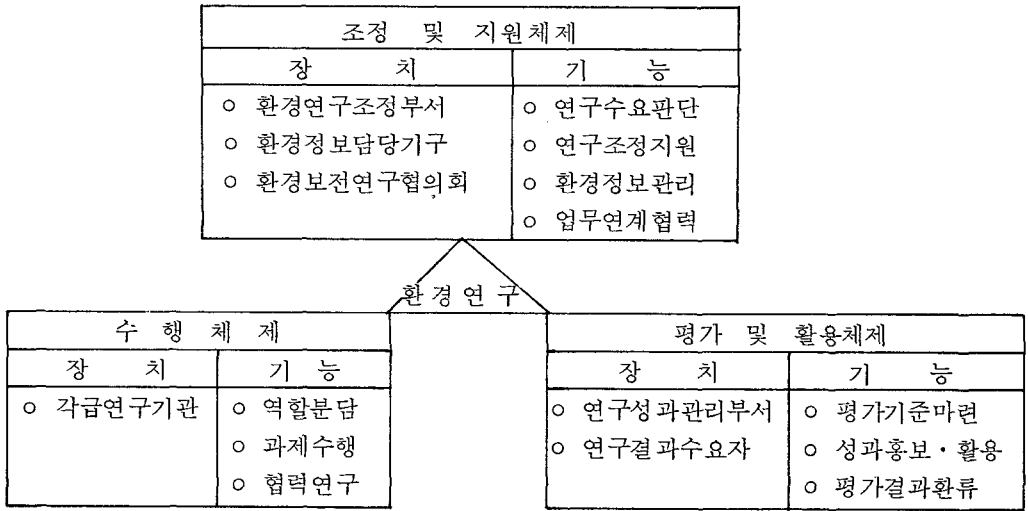 조정 및 지원체제
장 치 기 능
○ 환경연구조정부서 ○ 연구수요판단
○ 환경정보담당기구 ○ 연구조정지원
○ 환경보전연구협의회 ○ 환경정보관리
○ 업무연계협력
환경연구
수행체제
장 치 기 능
○ 각급연구기관 ○ 역할분담
○ 과제수행
○ 협력연구
평가 및 활용체제
장 치 기 능
○ 연구성과관리부서 ○ 평가기준마련
○ 연구결과수요자 ○ 성과홍보·활용
○ 평가결과환류